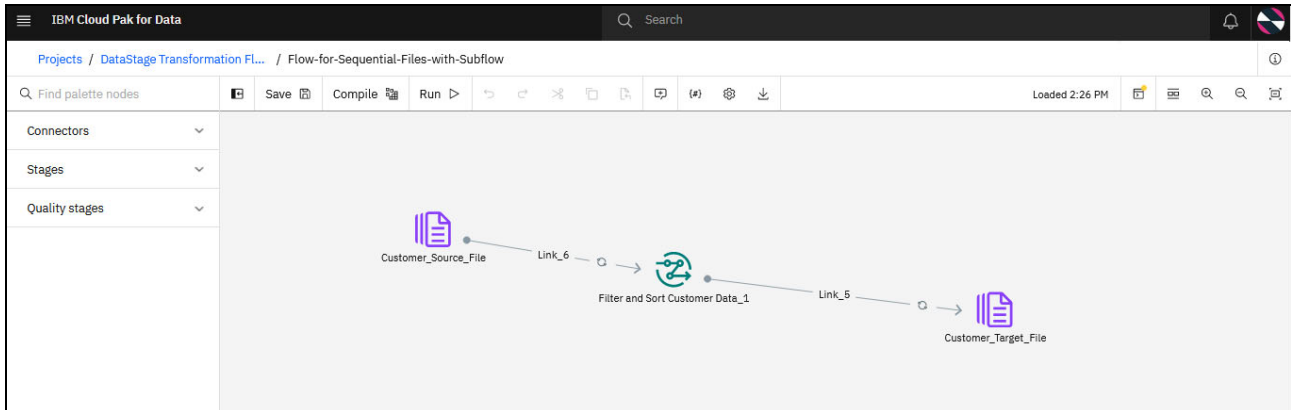 IBM Cloud Pak for Data
Search
Projects / DataStage Transformation Fl... / Flow-for-Sequential-Files-with-Subflow
Find palette nodes
Save
Compile
Run
{#}
Loaded 2:26 PM
Connectors
Stages
Quality stages
Customer_Source_File
Link_6
Filter and Sort Customer Data_1
Link_5
Customer_Target_File